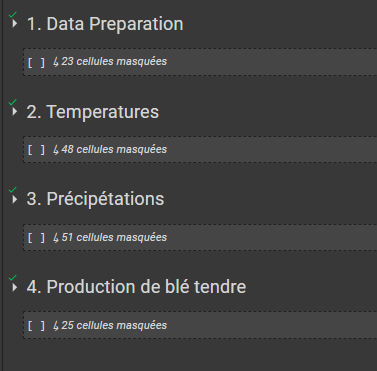 1. Data Preparation
[ ] ↳ 23 cellules masquées
2. Temperatures
[ ] ↳ 48 cellules masquées
3. Précipétations
[ ] ↳ 51 cellules masquées
4. Production de blé tendre
[ ] ↳ 25 cellules masquées